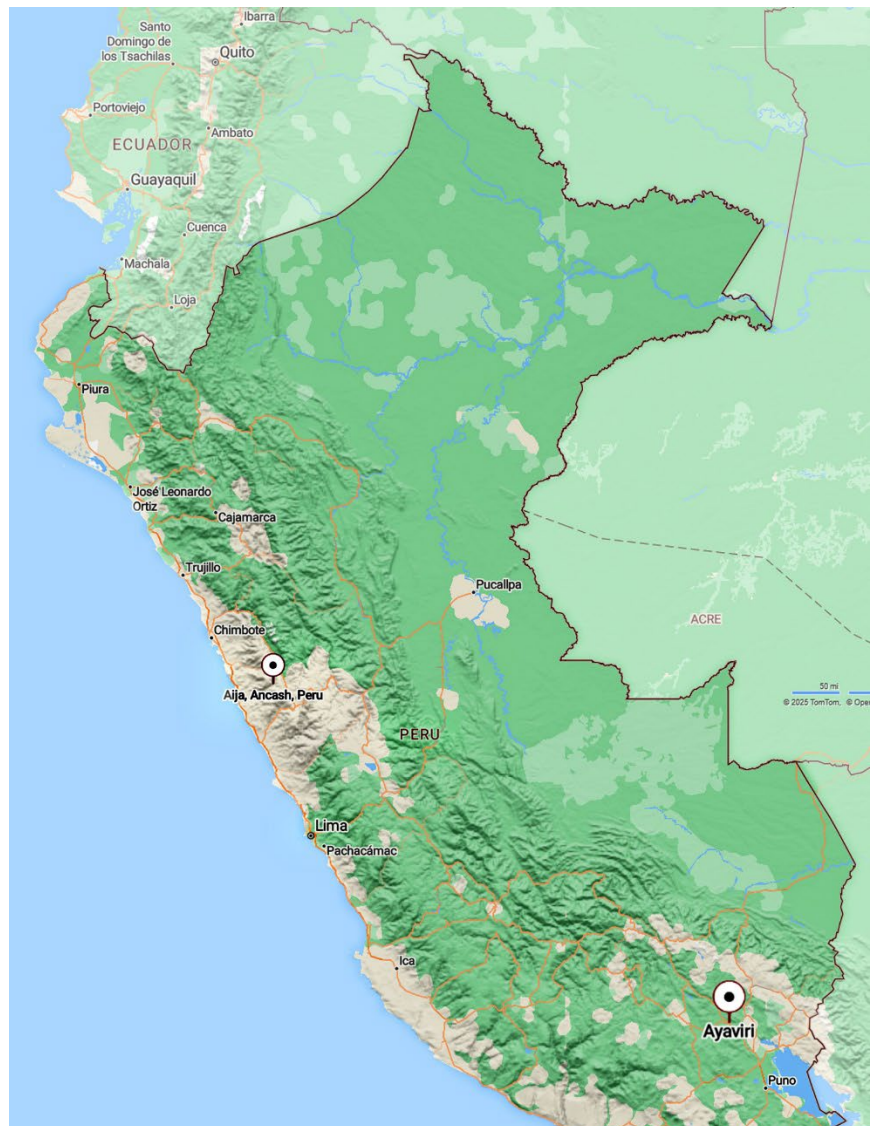 Ibarra
Santo
Domingo de
los Tsachilas
Quito
Portoviejo
Ambato
ECUADOR
Guayaquil
Cuenca
Machala
Loja
Piura
José Leonardo
Ortiz
Cajamarca
Trujillo
Pucallpa
ACRE
Chimbote
Aija, Ancash, Peru
50 mi
© 2025 TomTom, © Ope
PERU
Lima
Pachacámac
Ica
Ayaviri
Puno